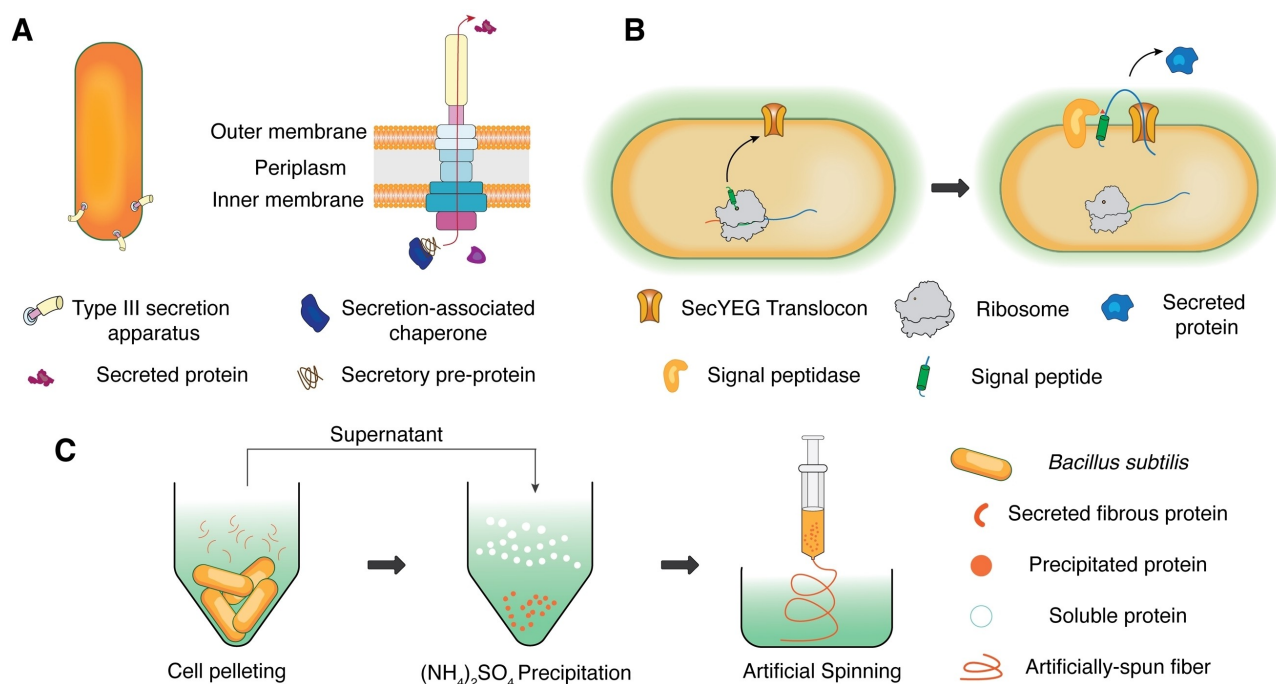 A
Outer membrane
Periplasm
Inner membrane
Type III secretion
apparatus
Secretion-associated
chaperone
Secreted protein
Secretory pre-protein
B
SecYEG Translocon
Ribosome
Secreted
protein
Signal peptidase
Signal peptide
C
Supernatant
Cell pelleting
(NH₄)₂SO₄ Precipitation
Artificial Spinning
Bacillus subtilis
Secreted fibrous protein
Precipitated protein
Soluble protein
Artificially-spun fiber